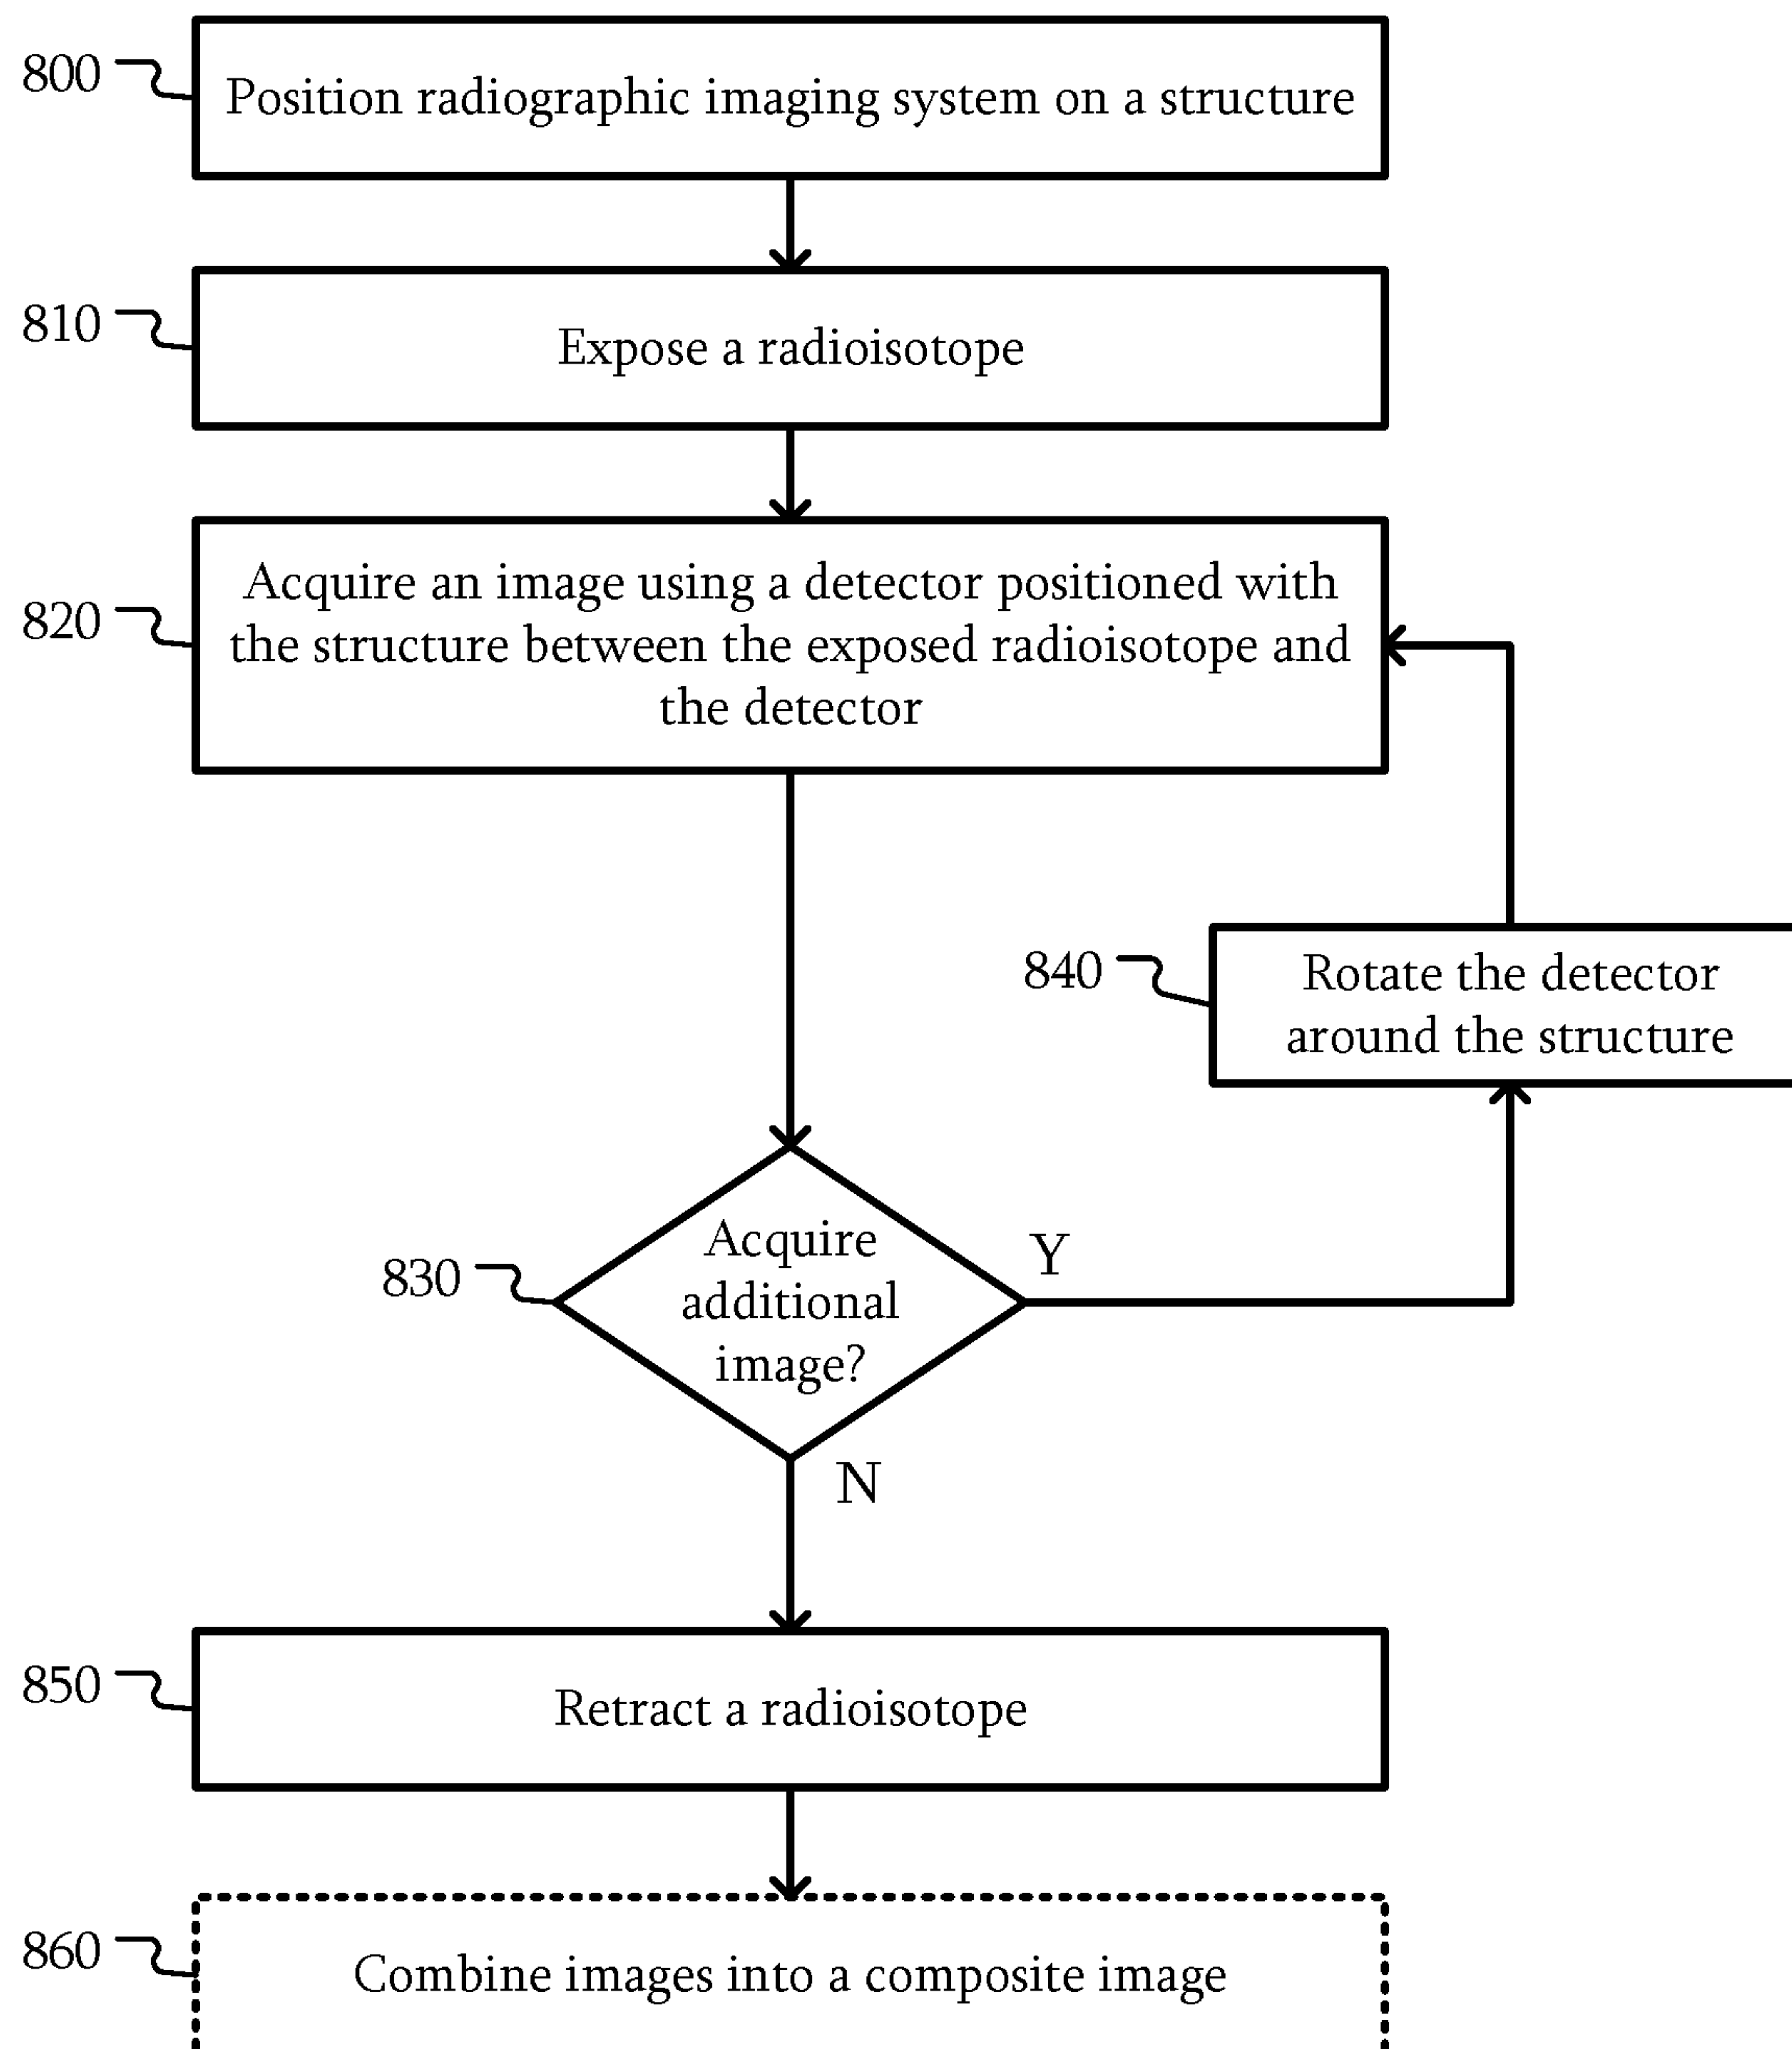 800
Position radiographic imaging system on a structure
810
Expose a radioisotope
820
Acquire an image using a detector positioned with
the structure between the exposed radioisotope and
the detector
840
Rotate the detector
around the structure
830
Acquire
additional
image?
Y
N
850
Retract a radioisotope
860
Combine images into a composite image